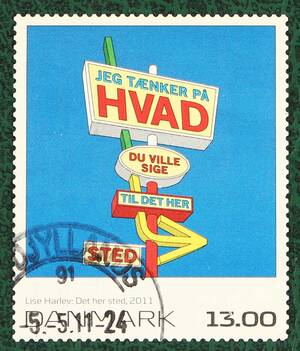 JEG TÆNKER PÅ
HVAD
DU VILLE
SIGE
TIL DET HER
STED
91
Lise Harlev: Det her sted, 2011
DANMARK 13.00
-5.-5.11-24